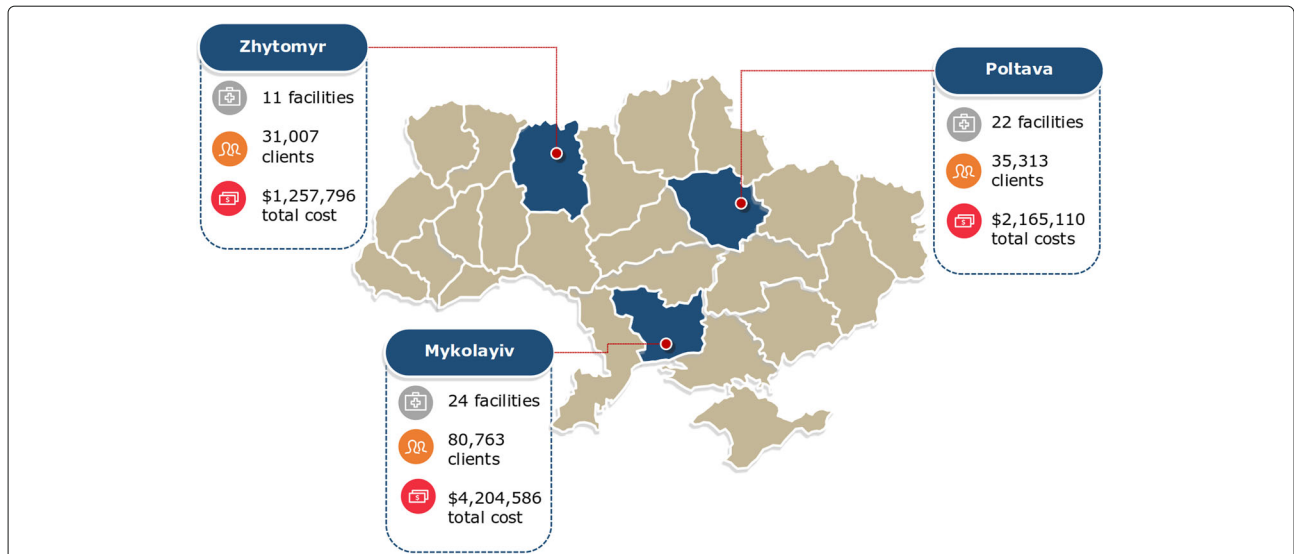 Zhytomyr
11 facilities
31,007
clients
$1,257,796
total cost
Poltava
22 facilities
35,313
clients
$2,165,110
total costs
Mykolayiv
24 facilities
80,763
clients
$4,204,586
total cost